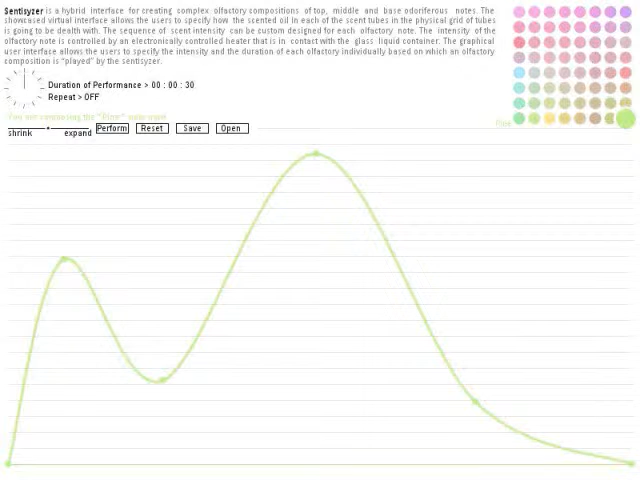 Sentisyzer is a hybrid interface for creating complex olfactory compositions of top, middle and base odoriferous notes. The
showcased virtual interface allows the users to specify how the scented oil in each of the scent tubes in the physical grid of tubes
is going to be dealth with. The sequence of scent intensity can be custom designed for each olfactory note. The intensity of the
olfactory note is controlled by an electronically controlled heater that is in contact with the glass liquid container. The graphical
user interface allows the users to specify the intensity and the duration of each olfactory individually based on which an olfactory
composition is "played" by the sentisyzer.
Duration of Performance > 00 : 00 : 30
Repeat > OFF
You are composing the "Pine"
Pine
shrink expand Perform Reset Save Open